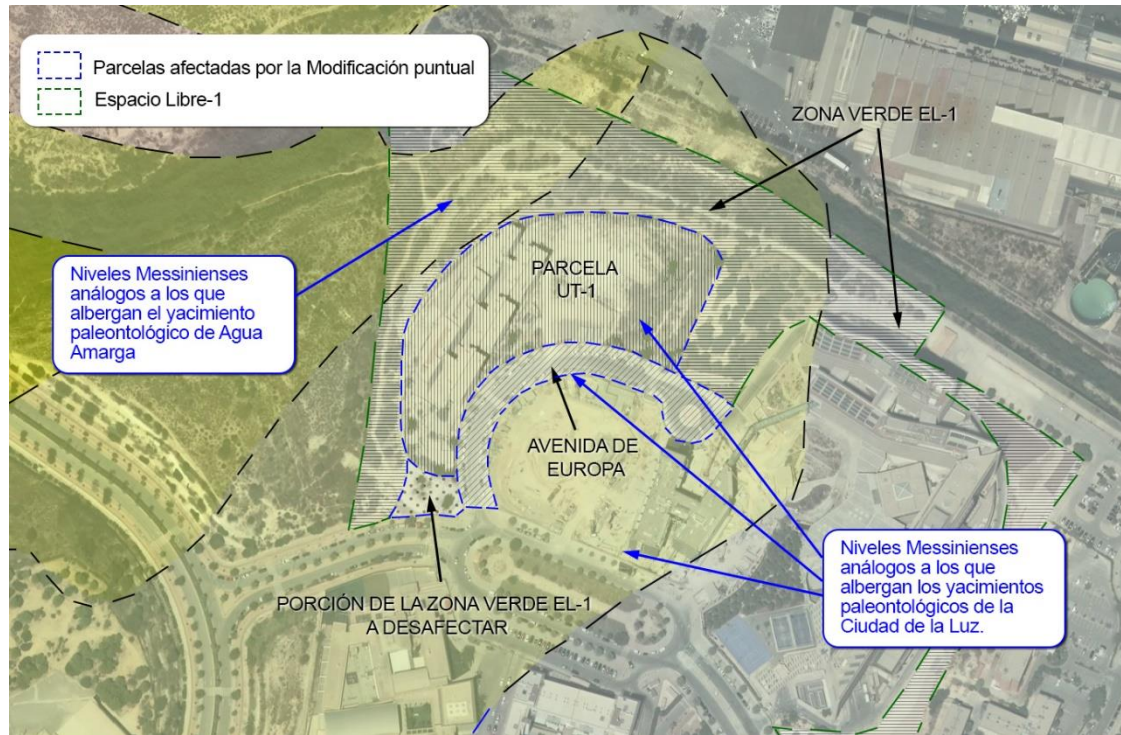 Parcelas afectadas por la Modificación puntual
Espacio Libre-1
ZONA VERDE EL-1
Niveles Messinienses
análogos a los que
albergan el yacimiento
paleontológico de Agua
Amarga
PARCELA
UT-1
AVENIDA DE
EUROPA
PORCIÓN DE LA ZONA VERDE EL-1
A DESAFECTAR
Niveles Messinienses
análogos a los que
albergan los yacimientos
paleontológicos de la
Ciudad de la Luz.